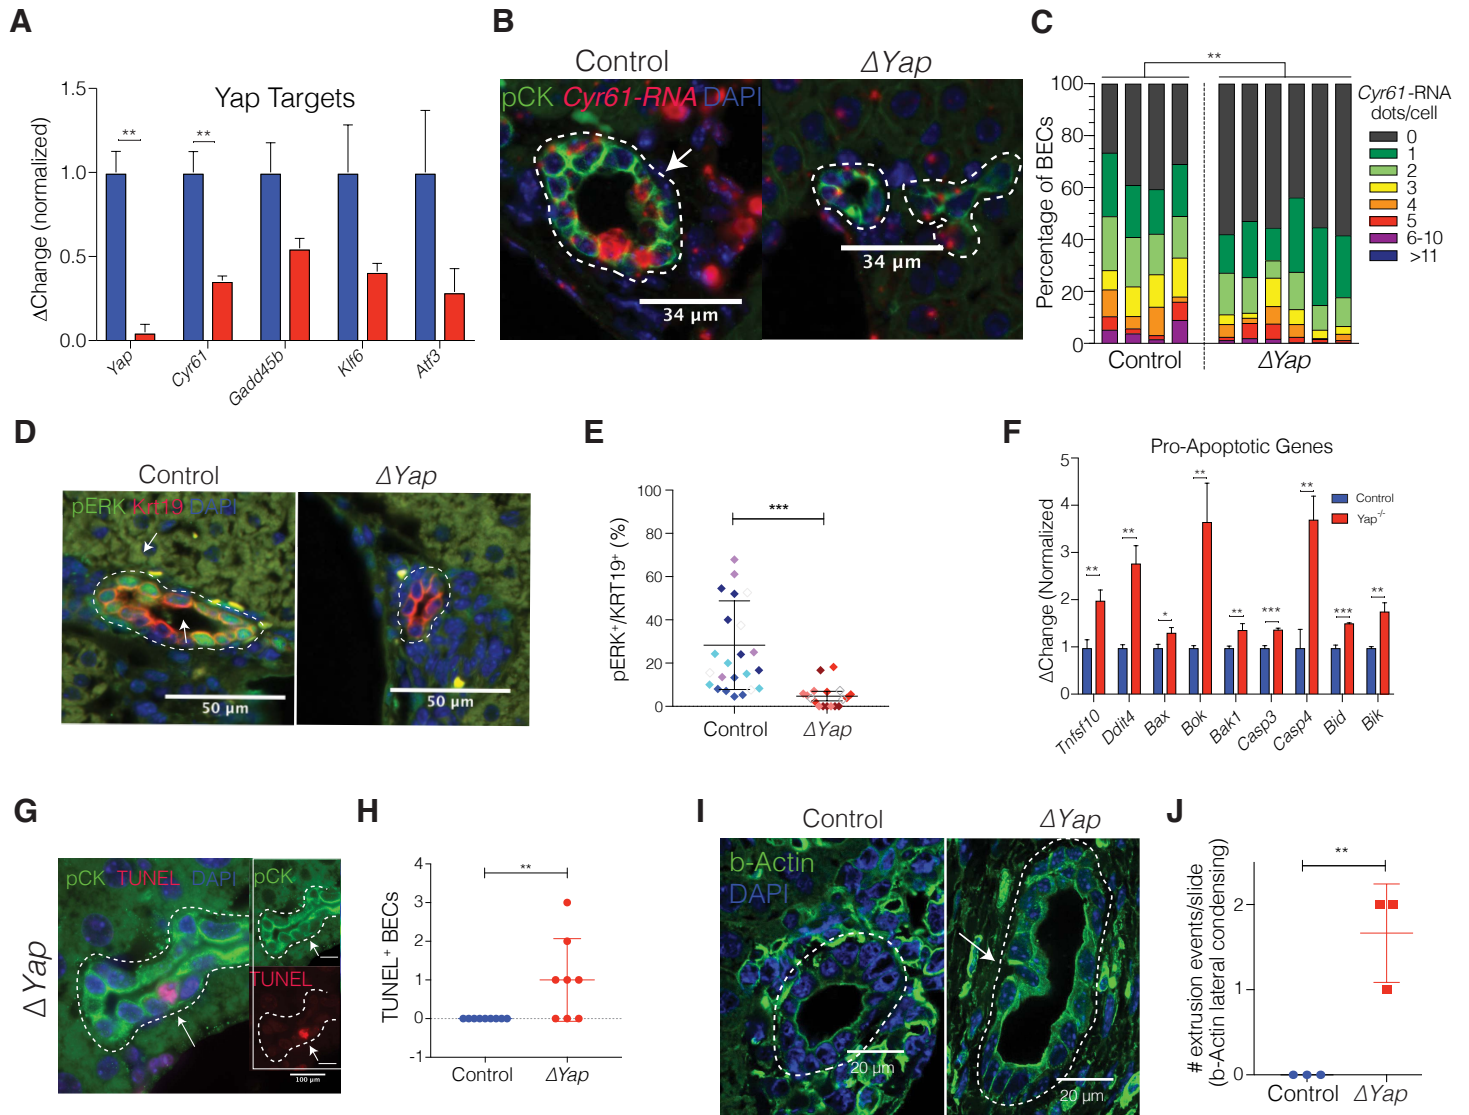 A
Yap Targets
ΔChange (normalized)
1.5
1.0
0.5
0.0
**
**
Yap
Cyr61
Gadd45b
Klf6
Atf3
B
Control
ΔYap
pCK Cyr61-RNA DAPI
34 µm
34 µm
C
**
Percentage of BECs
100
80
60
40
20
0
Control
ΔYap
Cyr61-RNA
dots/cell
0
1
2
3
4
5
6-10
>11
D
Control
ΔYap
pERK Krt19 DAPI
50 µm
50 µm
E
pERK+/KRT19+ (%)
100
80
60
40
20
0
***
Control
ΔYap
F
Pro-Apoptotic Genes
ΔChange (Normalized)
5
4
3
2
1
0
**
**
*
**
**
***
**
***
**
Control
Yap-/-
Tnfsf10
Ddit4
Bax
Bok
Bak1
Casp3
Casp4
Bid
Bik
G
ΔYap
pCK TUNEL DAPI
pCK
TUNEL
100 µm
H
TUNEL+ BECs
4
3
2
1
0
-1
**
Control
ΔYap
I
Control
ΔYap
b-Actin
DAPI
20 µm
20 µm
J
# extrusion events/slide
(b-Actin lateral condensing)
2
1
0
**
Control
ΔYap